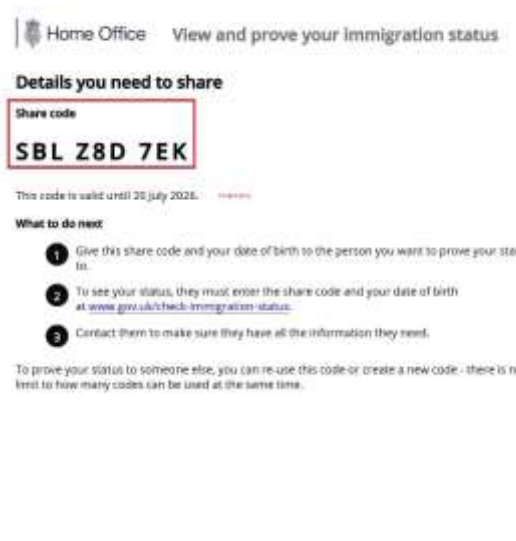 Home Office View and prove your immigration status
Details you need to share
Share code
SBL Z8D 7EK
This code is valid until 20 July 2026.
What to do next
1 Give this share code and your date of birth to the person you want to prove your sta
to.
2 To see your status, they must enter the share code and your date of birth
at www.gov.uk/check-immigration-status.
3 Contact them to make sure they have all the information they need.
To prove your status to someone else, you can re-use this code or create a new code - there is n
limit to how many codes can be used at the same time.